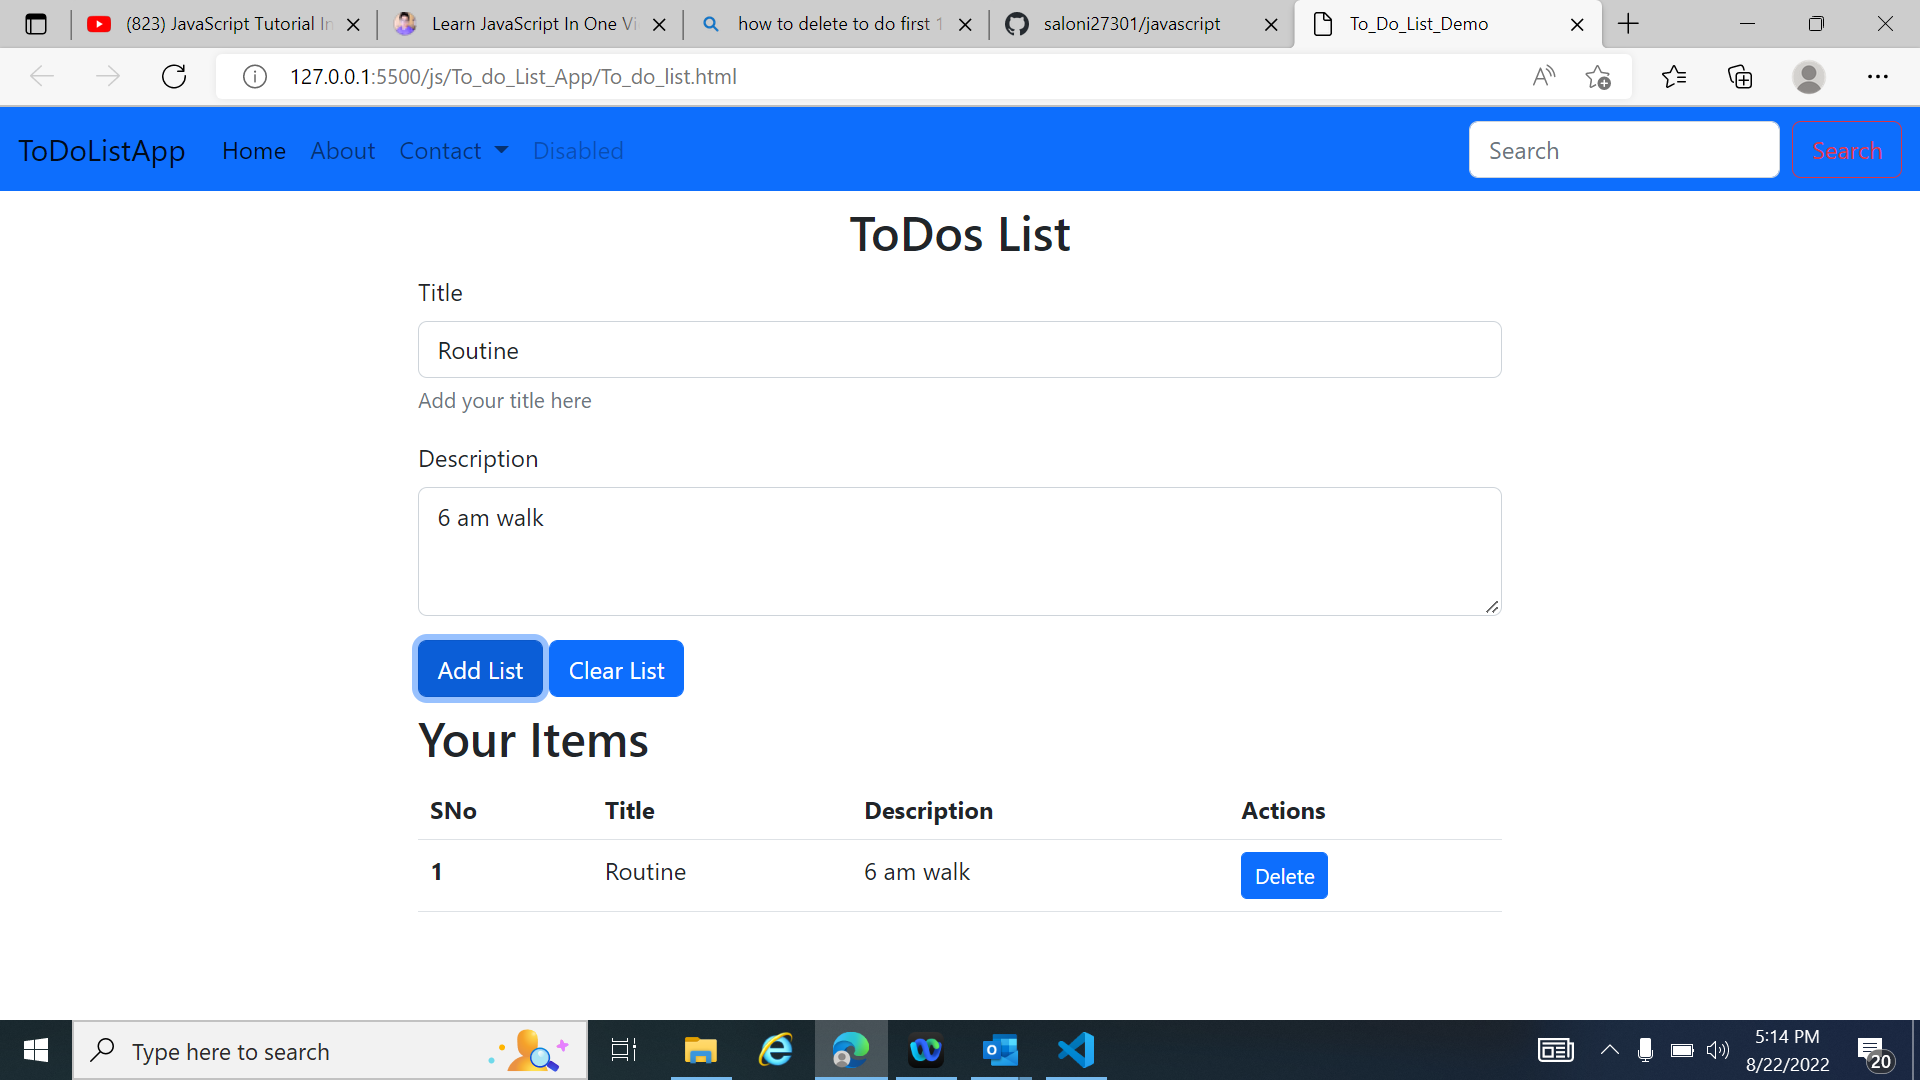 (823) JavaScript Tutorial In
Learn JavaScript In One Vi
how to delete to do first 1
saloni27301/javascript
To_Do_List_Demo
127.0.0.1:5500/js/To_do_List_App/To_do_list.html
ToDoListApp Home About Contact Disabled Search Search
ToDos List
Title
Routine
Add your title here
Description
6 am walk
Add List Clear List
Your Items
SNo Title Description Actions
1 Routine 6 am walk Delete
Type here to search
5:14 PM
8/22/2022
20